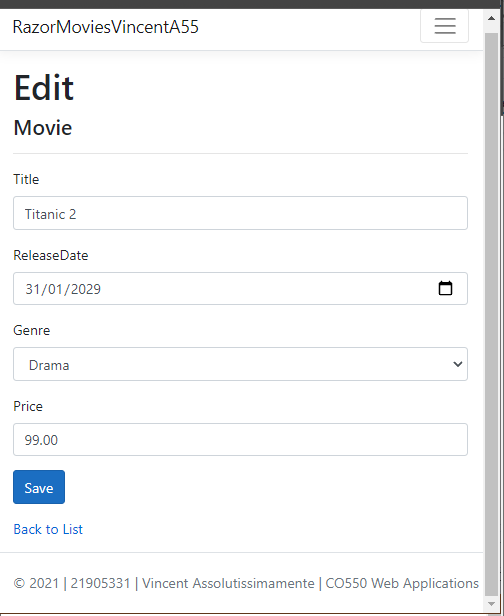 RazorMoviesVincentA55
Edit
Movie
Title
Titanic 2
ReleaseDate
31/01/2029
Genre
Drama
Price
99.00
Save
Back to List
© 2021 | 21905331 | Vincent Assolutissimamente | CO550 Web Applications